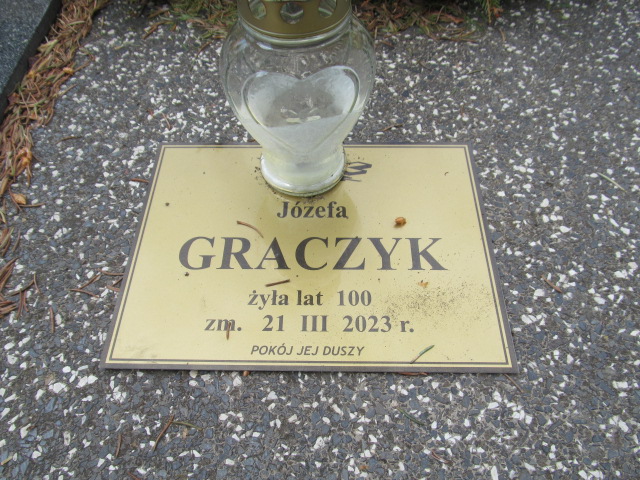 Józefa
GRACZYK
żyła lat 100
zm. 21 III 2023 r.
POKÓJ JEJ DUSZY